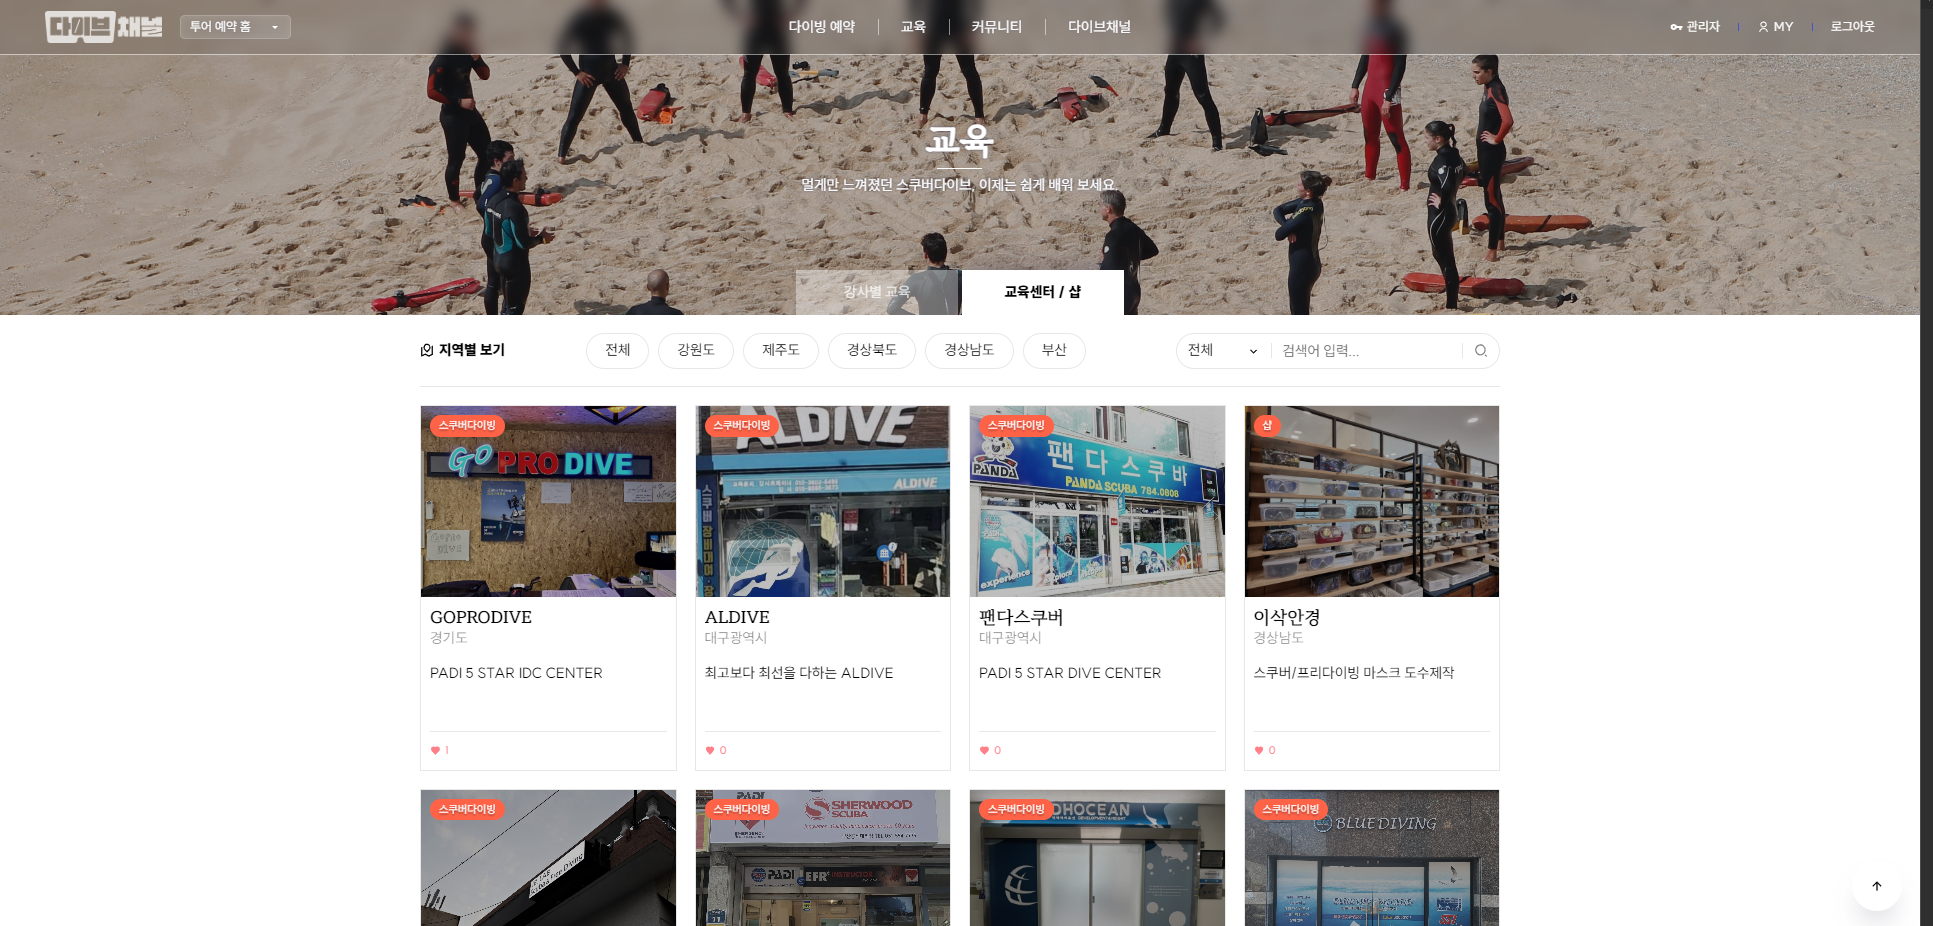 다이브채널
투어 예약 홈
다이빙 예약
교육
커뮤니티
다이브채널
관리자
MY
로그아웃
교육
멀게만 느껴졌던 스쿠버다이브, 이제는 쉽게 배워 보세요.
강사별 교육
교육센터 / 샵
지역별 보기
전체
강원도
제주도
경상북도
경상남도
부산
전체
검색어 입력...
스쿠버다이빙
GO PRO DIVE
스쿠버다이빙
ALDIVE
ALDIVE
스쿠버다이빙
PANDA
팬다스쿠바
PANDA SCUBA 784.0808
PADI
experience
explore
샵
GOPRODIVE
경기도
PADI 5 STAR IDC CENTER
1
ALDIVE
대구광역시
최고보다 최선을 다하는 ALDIVE
0
팬다스쿠버
대구광역시
PADI 5 STAR DIVE CENTER
0
이삭안경
경상남도
스쿠버/프리다이빙 마스크 도수제작
0
스쿠버다이빙
Scuba & Free Diving
스쿠버다이빙
PADI
SHERWOOD
SCUBA
PADI
EFR
INSTRUCTOR
스쿠버다이빙
DHOCEAN
스쿠버다이빙
BLUE DIVING